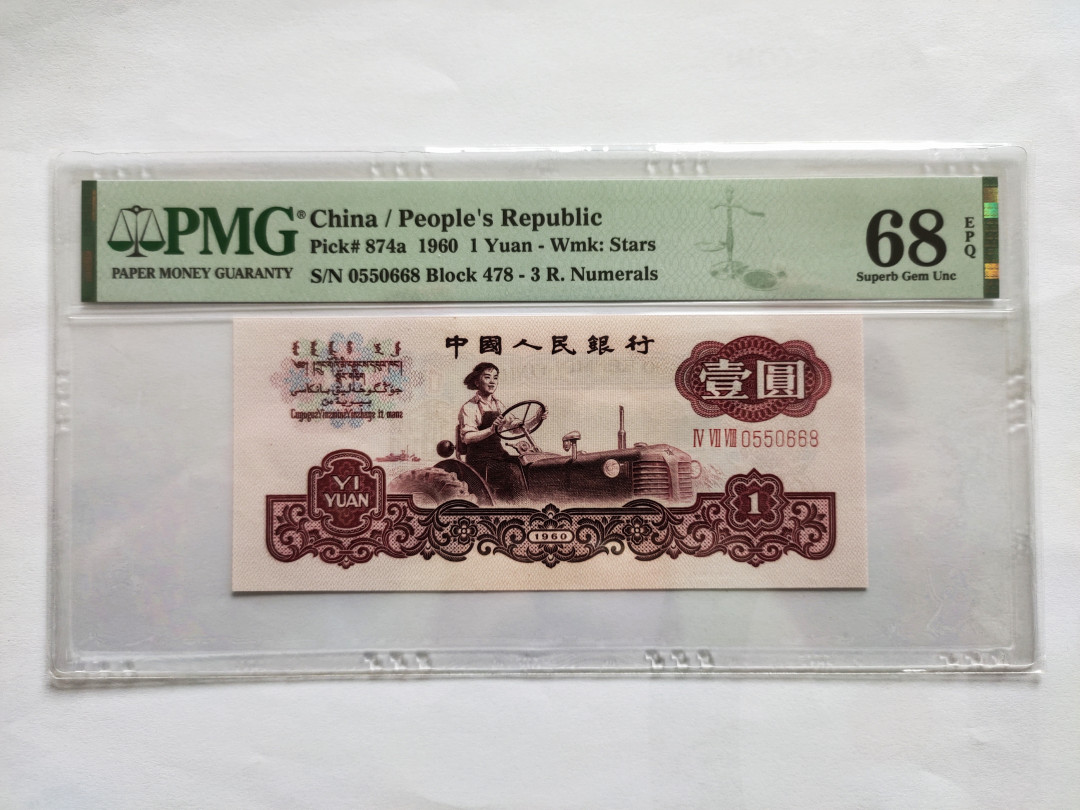 PMG® China / People's Republic
Pick# 874a 1960 1 Yuan - Wmk: Stars
PAPER MONEY GUARANTY
S/N 0550668 Block 478 - 3 R. Numerals
68
EPQ
Superb Gem Unc
中國人民銀行
壹圓
IV VII VIII 0550668
YI
YUAN
1
1960